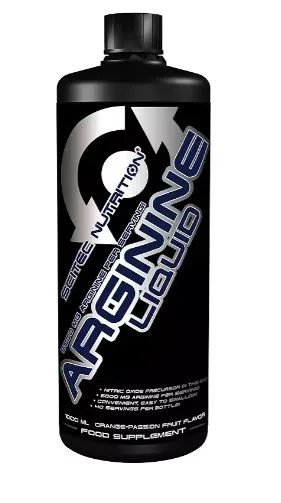 SCITEC NUTRITION®
5000 MG ARGININE PER SERVING!
ARGININE
LIQUID
• NITRIC OXIDE PRECURSOR IN THE
• 5000 MG ARGININE PER SERVING
• CONVENIENT, EASY TO SWALLOW
• 40 SERVINGS PER BOTTLE
1000 ML ORANGE-PASSION FRUIT FLAVOR
FOOD SUPPLEMENT